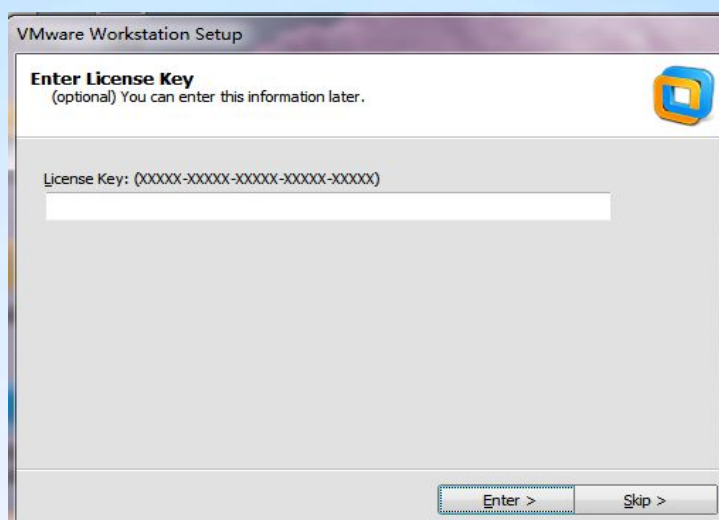 VMware Workstation Setup
Enter License Key
(optional) You can enter this information later.
License Key: (XXXXX-XXXXX-XXXXX-XXXXX-XXXXX)
Enter >
Skip >